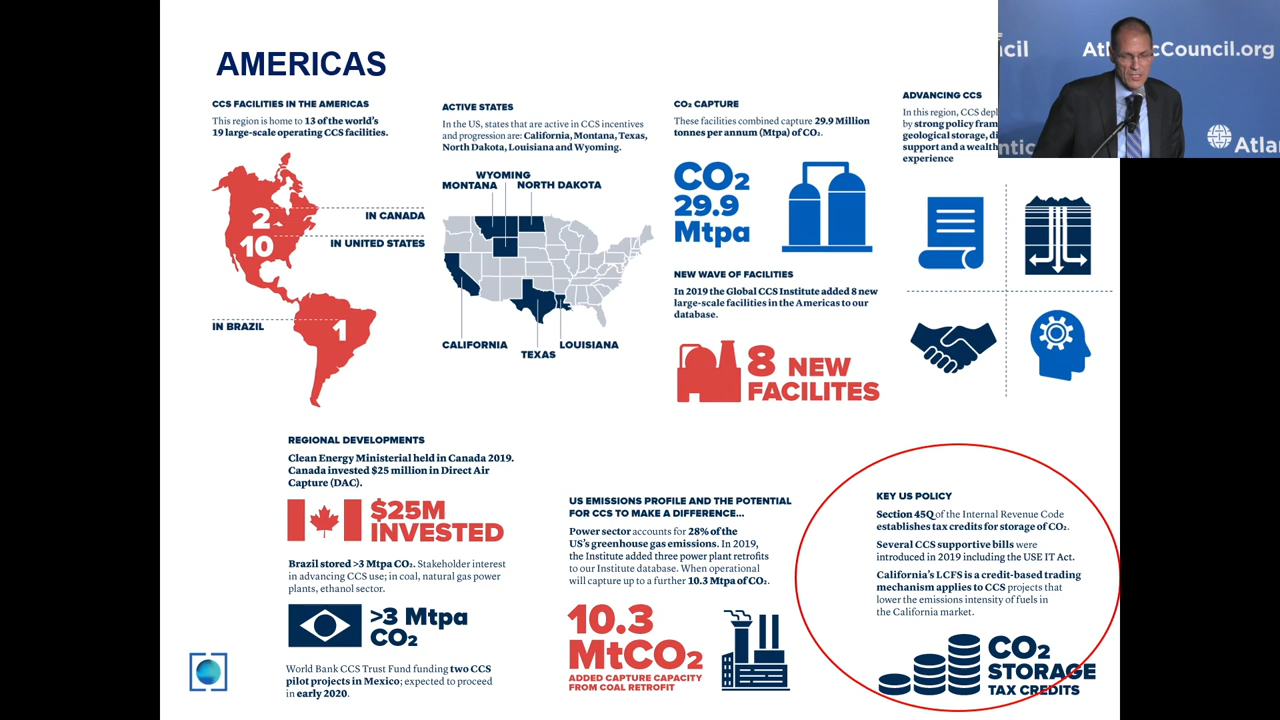 AMERICAS
CCS FACILITIES IN THE AMERICAS
This region is home to 13 of the world's
19 large-scale operating CCS facilities.
2
IN CANADA
10
IN UNITED STATES
IN BRAZIL
1
ACTIVE STATES
In the US, states that are active in CCS incentives
and progression are: California, Montana, Texas,
North Dakota, Louisiana and Wyoming.
WYOMING
MONTANA
NORTH DAKOTA
CALIFORNIA
LOUISIANA
TEXAS
CO₂ CAPTURE
These facilities combined capture 29.9 Million
tonnes per annum (Mtpa) of CO₂.
CO₂
29.9
Mtpa
NEW WAVE OF FACILITIES
In 2019 the Global CCS Institute added 8 new
large-scale facilities in the Americas to our
database.
8 NEW
FACILITES
ADVANCING CCS
In this region, CCS
by strong policy
geological storage,
support and a
experience
AtlanticCouncil.org
REGIONAL DEVELOPMENTS
Clean Energy Ministerial held in Canada 2019.
Canada invested $25 million in Direct Air
Capture (DAC).
$25M
INVESTED
Brazil stored >3 Mtpa CO₂. Stakeholder interest
in advancing CCS use; in coal, natural gas power
plants, ethanol sector.
>3 Mtpa
CO₂
World Bank CCS Trust Fund funding two CCS
pilot projects in Mexico; expected to proceed
in early 2020.
US EMISSIONS PROFILE AND THE POTENTIAL
FOR CCS TO MAKE A DIFFERENCE...
Power sector accounts for 28% of the
US's greenhouse gas emissions. In 2019,
the Institute added three power plant retrofits
to our Institute database. When operational
will capture up to a further 10.3 Mtpa of CO₂.
10.3
MtCO₂
ADDED CAPTURE CAPACITY
FROM COAL RETROFIT
KEY US POLICY
Section 45Q of the Internal Revenue Code
establishes tax credits for storage of CO₂.
Several CCS supportive bills were
introduced in 2019 including the USE IT Act.
California's LCFS is a credit-based trading
mechanism applies to CCS projects that
lower the emissions intensity of fuels in
the California market.
CO₂
STORAGE
TAX CREDITS